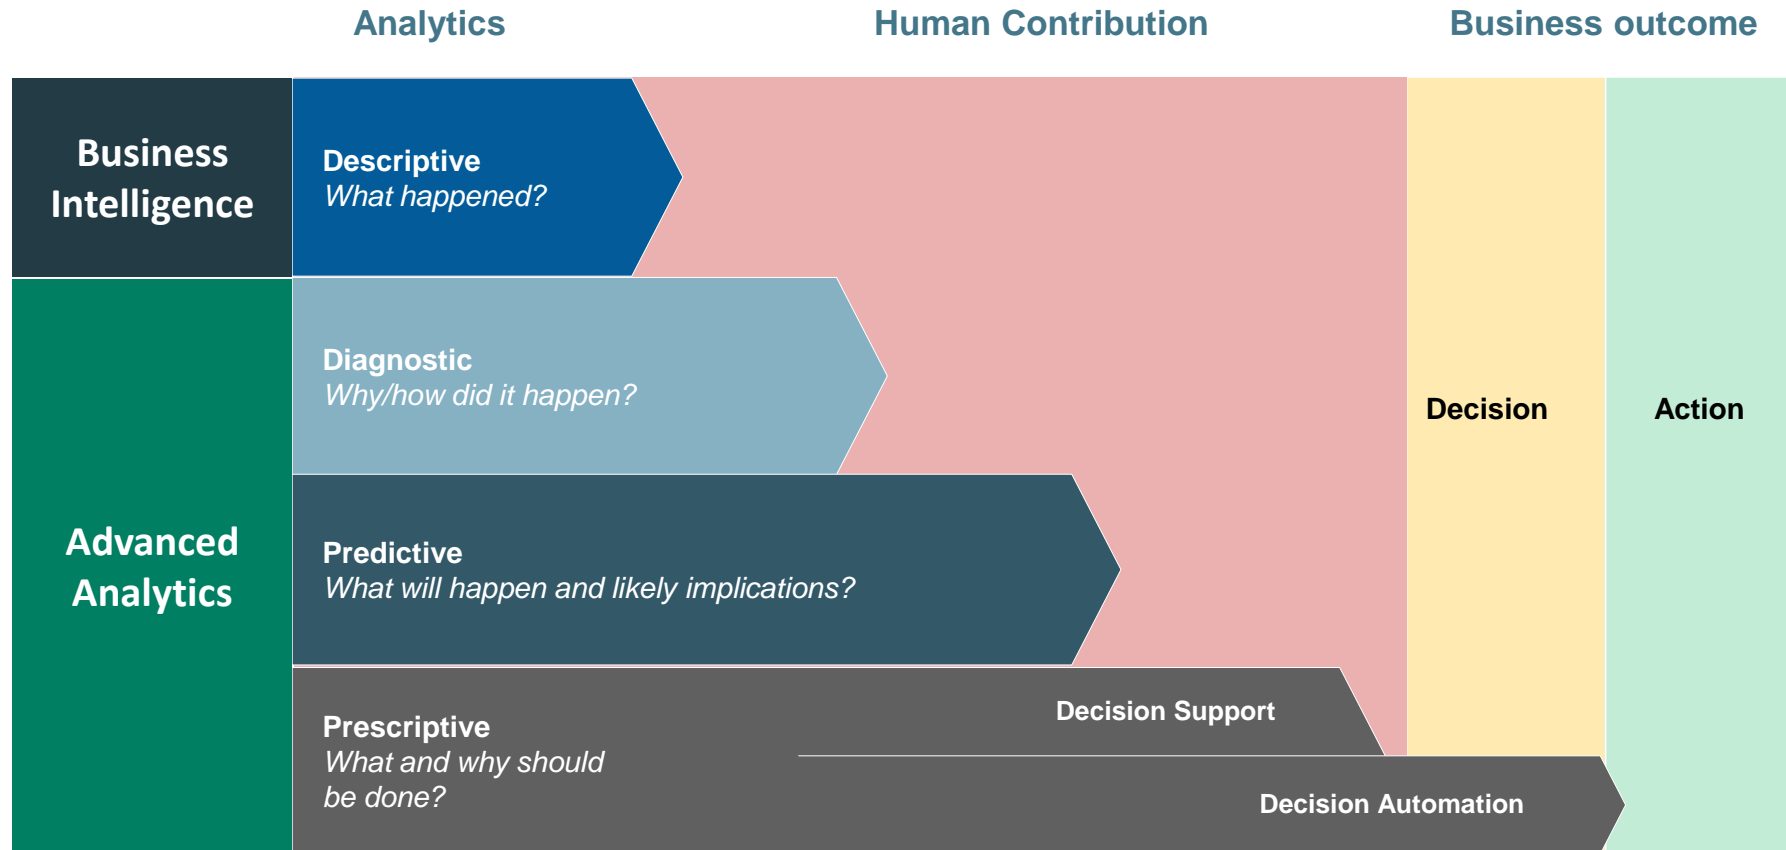 Analytics
Human Contribution
Business outcome
Business
Intelligence
Descriptive
What happened?
Advanced
Analytics
Diagnostic
Why/how did it happen?
Predictive
What will happen and likely implications?
Prescriptive
What and why should
be done?
Decision Support
Decision Automation
Decision
Action